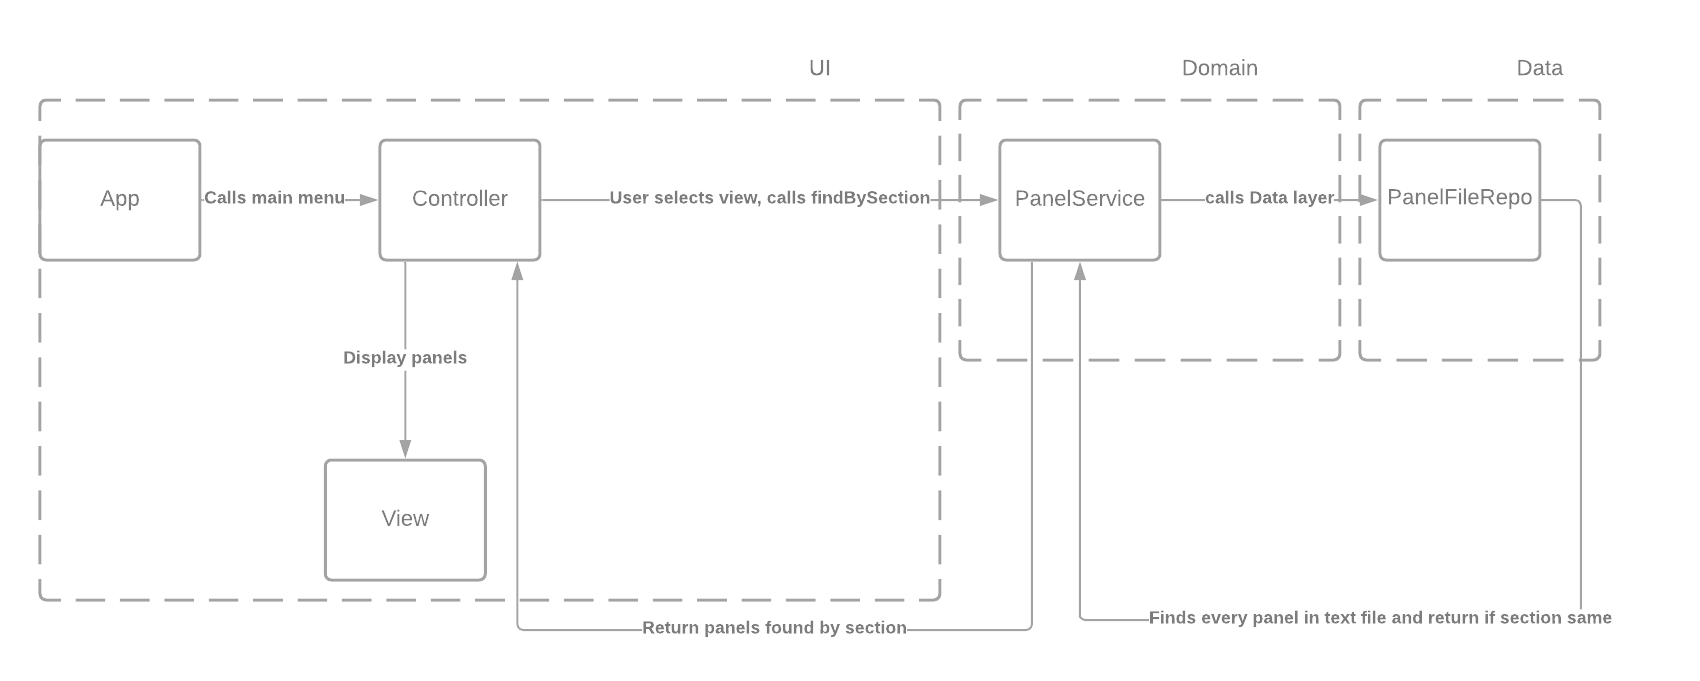 UI
Domain
Data
App
Calls main menu
Controller
User selects view, calls findBySection
PanelService
calls Data layer
PanelFileRepo
Display panels
View
Return panels found by section
Finds every panel in text file and return if section same